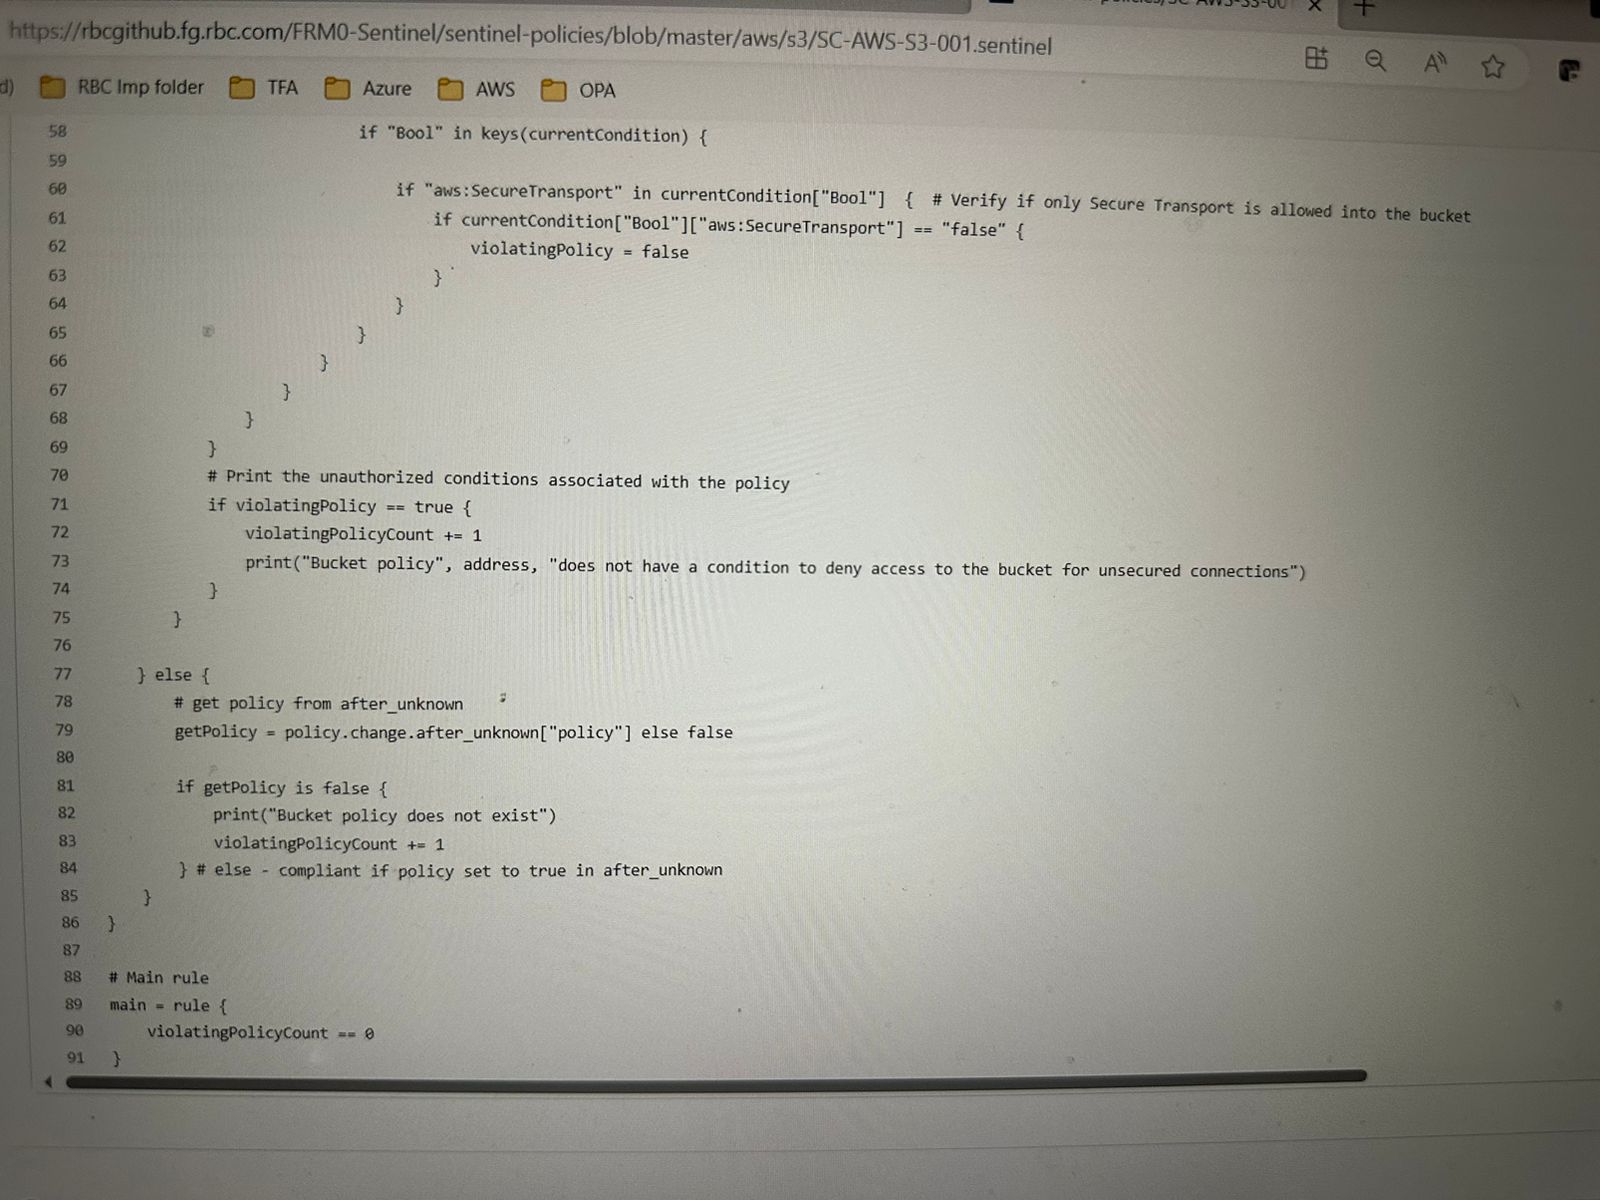 https://rbcgithub.fg.rbc.com/FRM0-Sentinel/sentinel-policies/blob/master/aws/s3/SC-AWS-S3-001.sentinel
RBC Imp folder TFA Azure AWS OPA
58 if "Bool" in keys(currentCondition) {
59
60 if "aws:SecureTransport" in currentCondition["Bool"] { # Verify if only Secure Transport is allowed into the bucket
61 if currentCondition["Bool"]["aws:SecureTransport"] == "false" {
62 violatingPolicy = false
63 }
64 }
65 }
66 }
67 }
68 }
69 }
70 # Print the unauthorized conditions associated with the policy
71 if violatingPolicy == true {
72 violatingPolicyCount += 1
73 print("Bucket policy", address, "does not have a condition to deny access to the bucket for unsecured connections")
74 }
75 }
76
77 } else {
78 # get policy from after_unknown
79 getPolicy = policy.change.after_unknown["policy"] else false
80
81 if getPolicy is false {
82 print("Bucket policy does not exist")
83 violatingPolicyCount += 1
84 } # else - compliant if policy set to true in after_unknown
85 }
86 }
87
88 # Main rule
89 main = rule {
90 violatingPolicyCount == 0
91 }